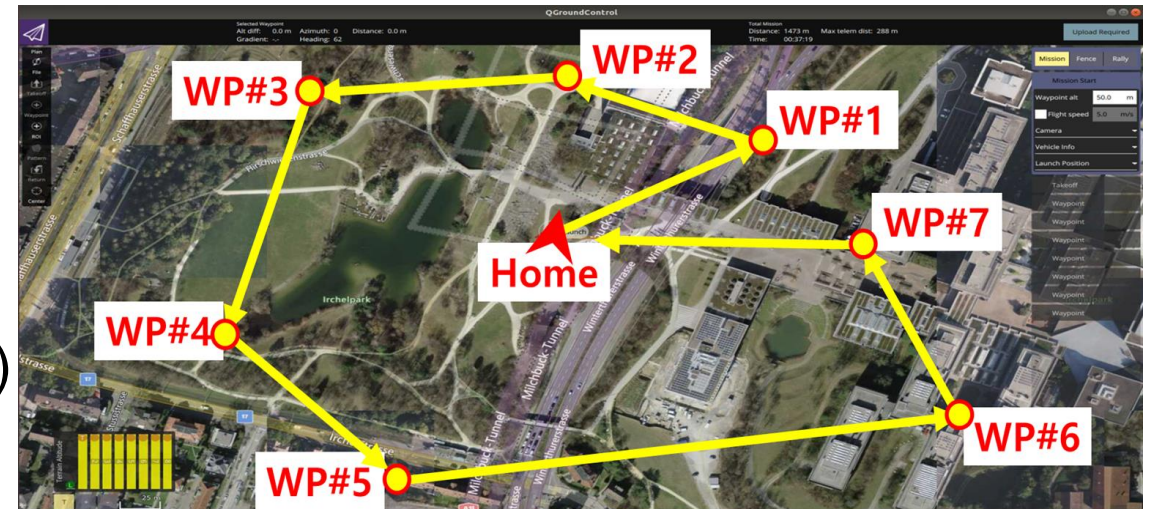 QGroundControl
Selected Waypoint
Alt diff: 0.0 m Azimuth: 0 Distance: 0.0 m
Gradient: -.- Heading: 62
Total Mission
Distance: 1473 m Max telem dist: 288 m
Time: 00:37:19
Upload Required
Plan
File
Takeoff
Waypoint
ROI
Pattern
Return
Center
Mission Fence Rally
Mission Start
Waypoint alt 50.0 m
Flight speed 5.0 m/s
Camera
Vehicle Info
Launch Position
Takeoff
Waypoint
Waypoint
Waypoint
Waypoint
Waypoint
Waypoint
Waypoint
WP#3
WP#2
WP#1
WP#7
Home
WP#4
WP#5
WP#6
Schaffhauserstrasse
Hirschwiesenstrasse
Irchelpark
Milchbuck-Tunnel
Winterthurerstrasse
Milchbuck-Tunnel
Terrain Altitude
25 m
)